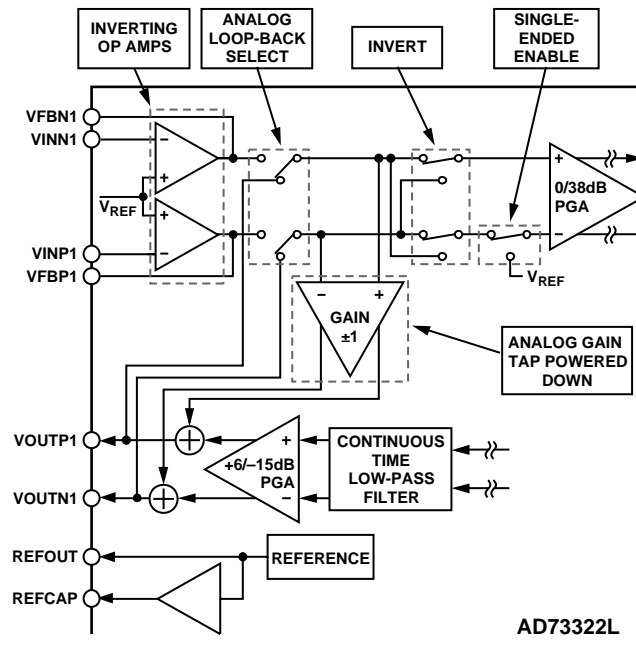 INVERTING
OP AMPS
ANALOG
LOOP-BACK
SELECT
INVERT
SINGLE-
ENDED
ENABLE
VFBN1
VINN1
VREF
VINP1
VFBP1
–
+
+
–
+
0/38dB
PGA
–
VREF
–
+
GAIN
±1
ANALOG GAIN
TAP POWERED
DOWN
VOUTP1
VOUTN1
+
+
+
+6/–15dB
PGA
–
CONTINUOUS
TIME
LOW-PASS
FILTER
REFOUT
REFCAP
REFERENCE
AD73322L